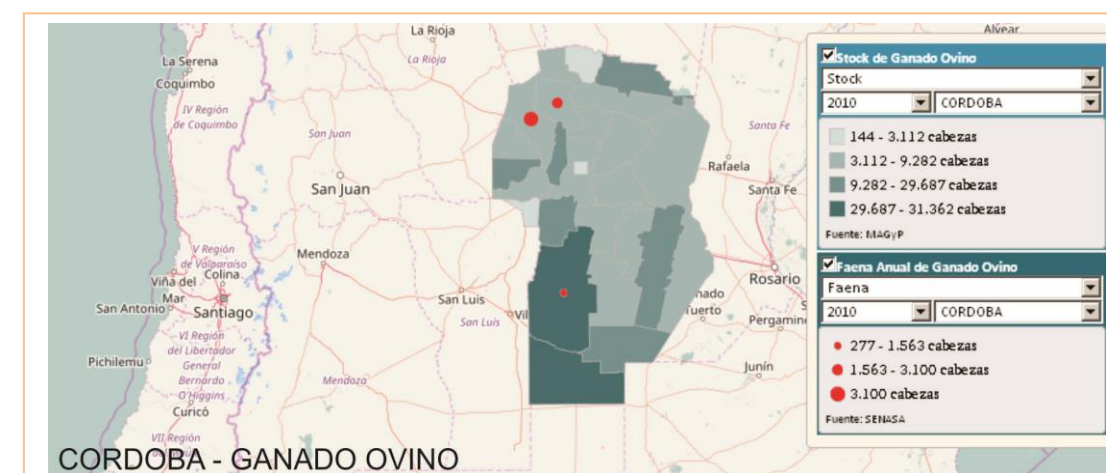 La Rioja
La Rioja
Alvear
La Serena
Coquimbo
IV Región
de Coquimbo
San Juan
Santa Fe
San Juan
Rafaela
Santa Fe
V Región
de Valparaíso
Mendoza
Viña del
Mar
Colina
San Antonio
Santiago
San Luis
San Luis
Rosario
Pergamin
VI Región
del Libertador
General
Bernardo
O'Higgins
Pichilemu
Mendoza
Junín
Curicó
VII Región
CORDOBA - GANADO OVINO
Stock de Ganado Ovino
Stock
2010 CORDOBA
144 - 3.112 cabezas
3.112 - 9.282 cabezas
9.282 - 29.687 cabezas
29.687 - 31.362 cabezas
Fuente: MAGyP
Faena Anual de Ganado Ovino
Faena
2010 CORDOBA
277 - 1.563 cabezas
1.563 - 3.100 cabezas
3.100 cabezas
Fuente: SENASA